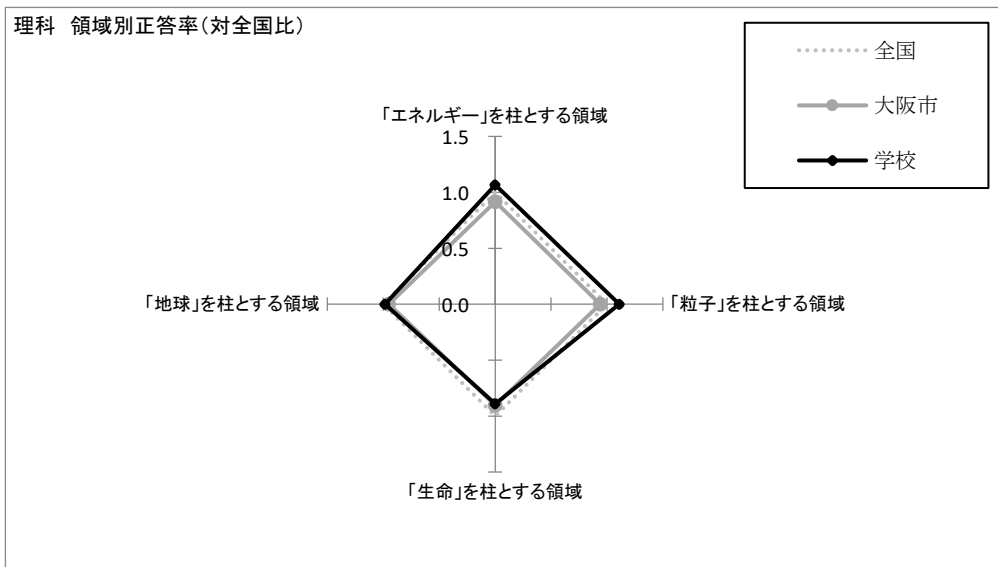 理科 領域別正答率(対全国比)
全国
大阪市
学校
「エネルギー」を柱とする領域
1.5
1.0
0.5
0.0
「地球」を柱とする領域
「粒子」を柱とする領域
「生命」を柱とする領域